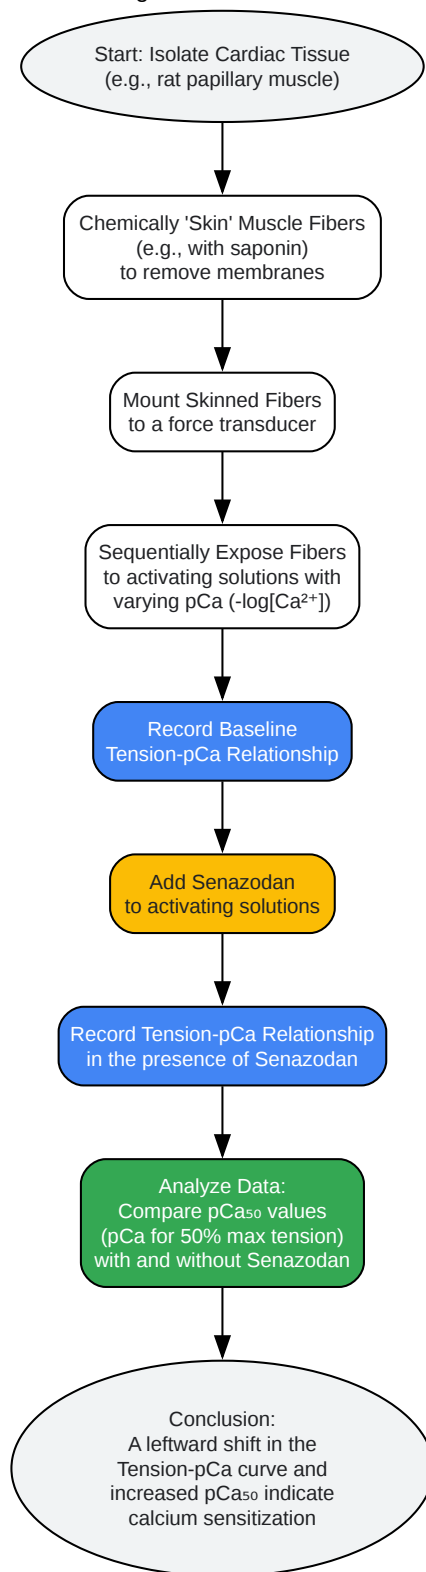 Start: Isolate Cardiac Tissue
(e.g., rat papillary muscle)
Chemically 'Skin' Muscle Fibers
(e.g., with saponin)
to remove membranes
Mount Skinned Fibers
to a force transducer
Sequentially Expose Fibers
to activating solutions with
varying pCa (-log[Ca²⁺])
Record Baseline
Tension-pCa Relationship
Add Senazodan
to activating solutions
Record Tension-pCa Relationship
in the presence of Senazodan
Analyze Data:
Compare pCa₅₀ values
(pCa for 50% max tension)
with and without Senazodan
Conclusion:
A leftward shift in the
Tension-pCa curve and
increased pCa₅₀ indicate
calcium sensitization